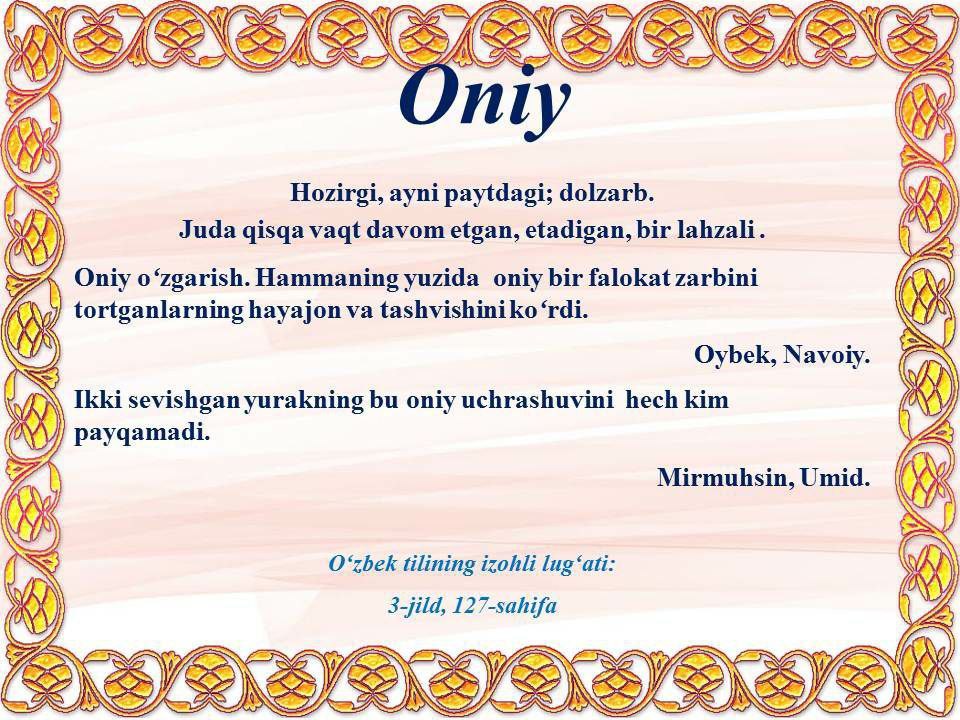 Oniy
Hozirgi, ayni paytdagi; dolzarb.
Juda qisqa vaqt davom etgan, etadigan, bir lahzali .
Oniy o‘zgarish. Hammaning yuzida oniy bir falokat zarbini
tortganlarning hayajon va tashvishini ko‘rdi.
Oybek, Navoiy.
Ikki sevishgan yurakning bu oniy uchrashuvini hech kim
payqamadi.
Mirmuhsin, Umid.
O‘zbek tilining izohli lug‘ati:
3-jild, 127-sahifa